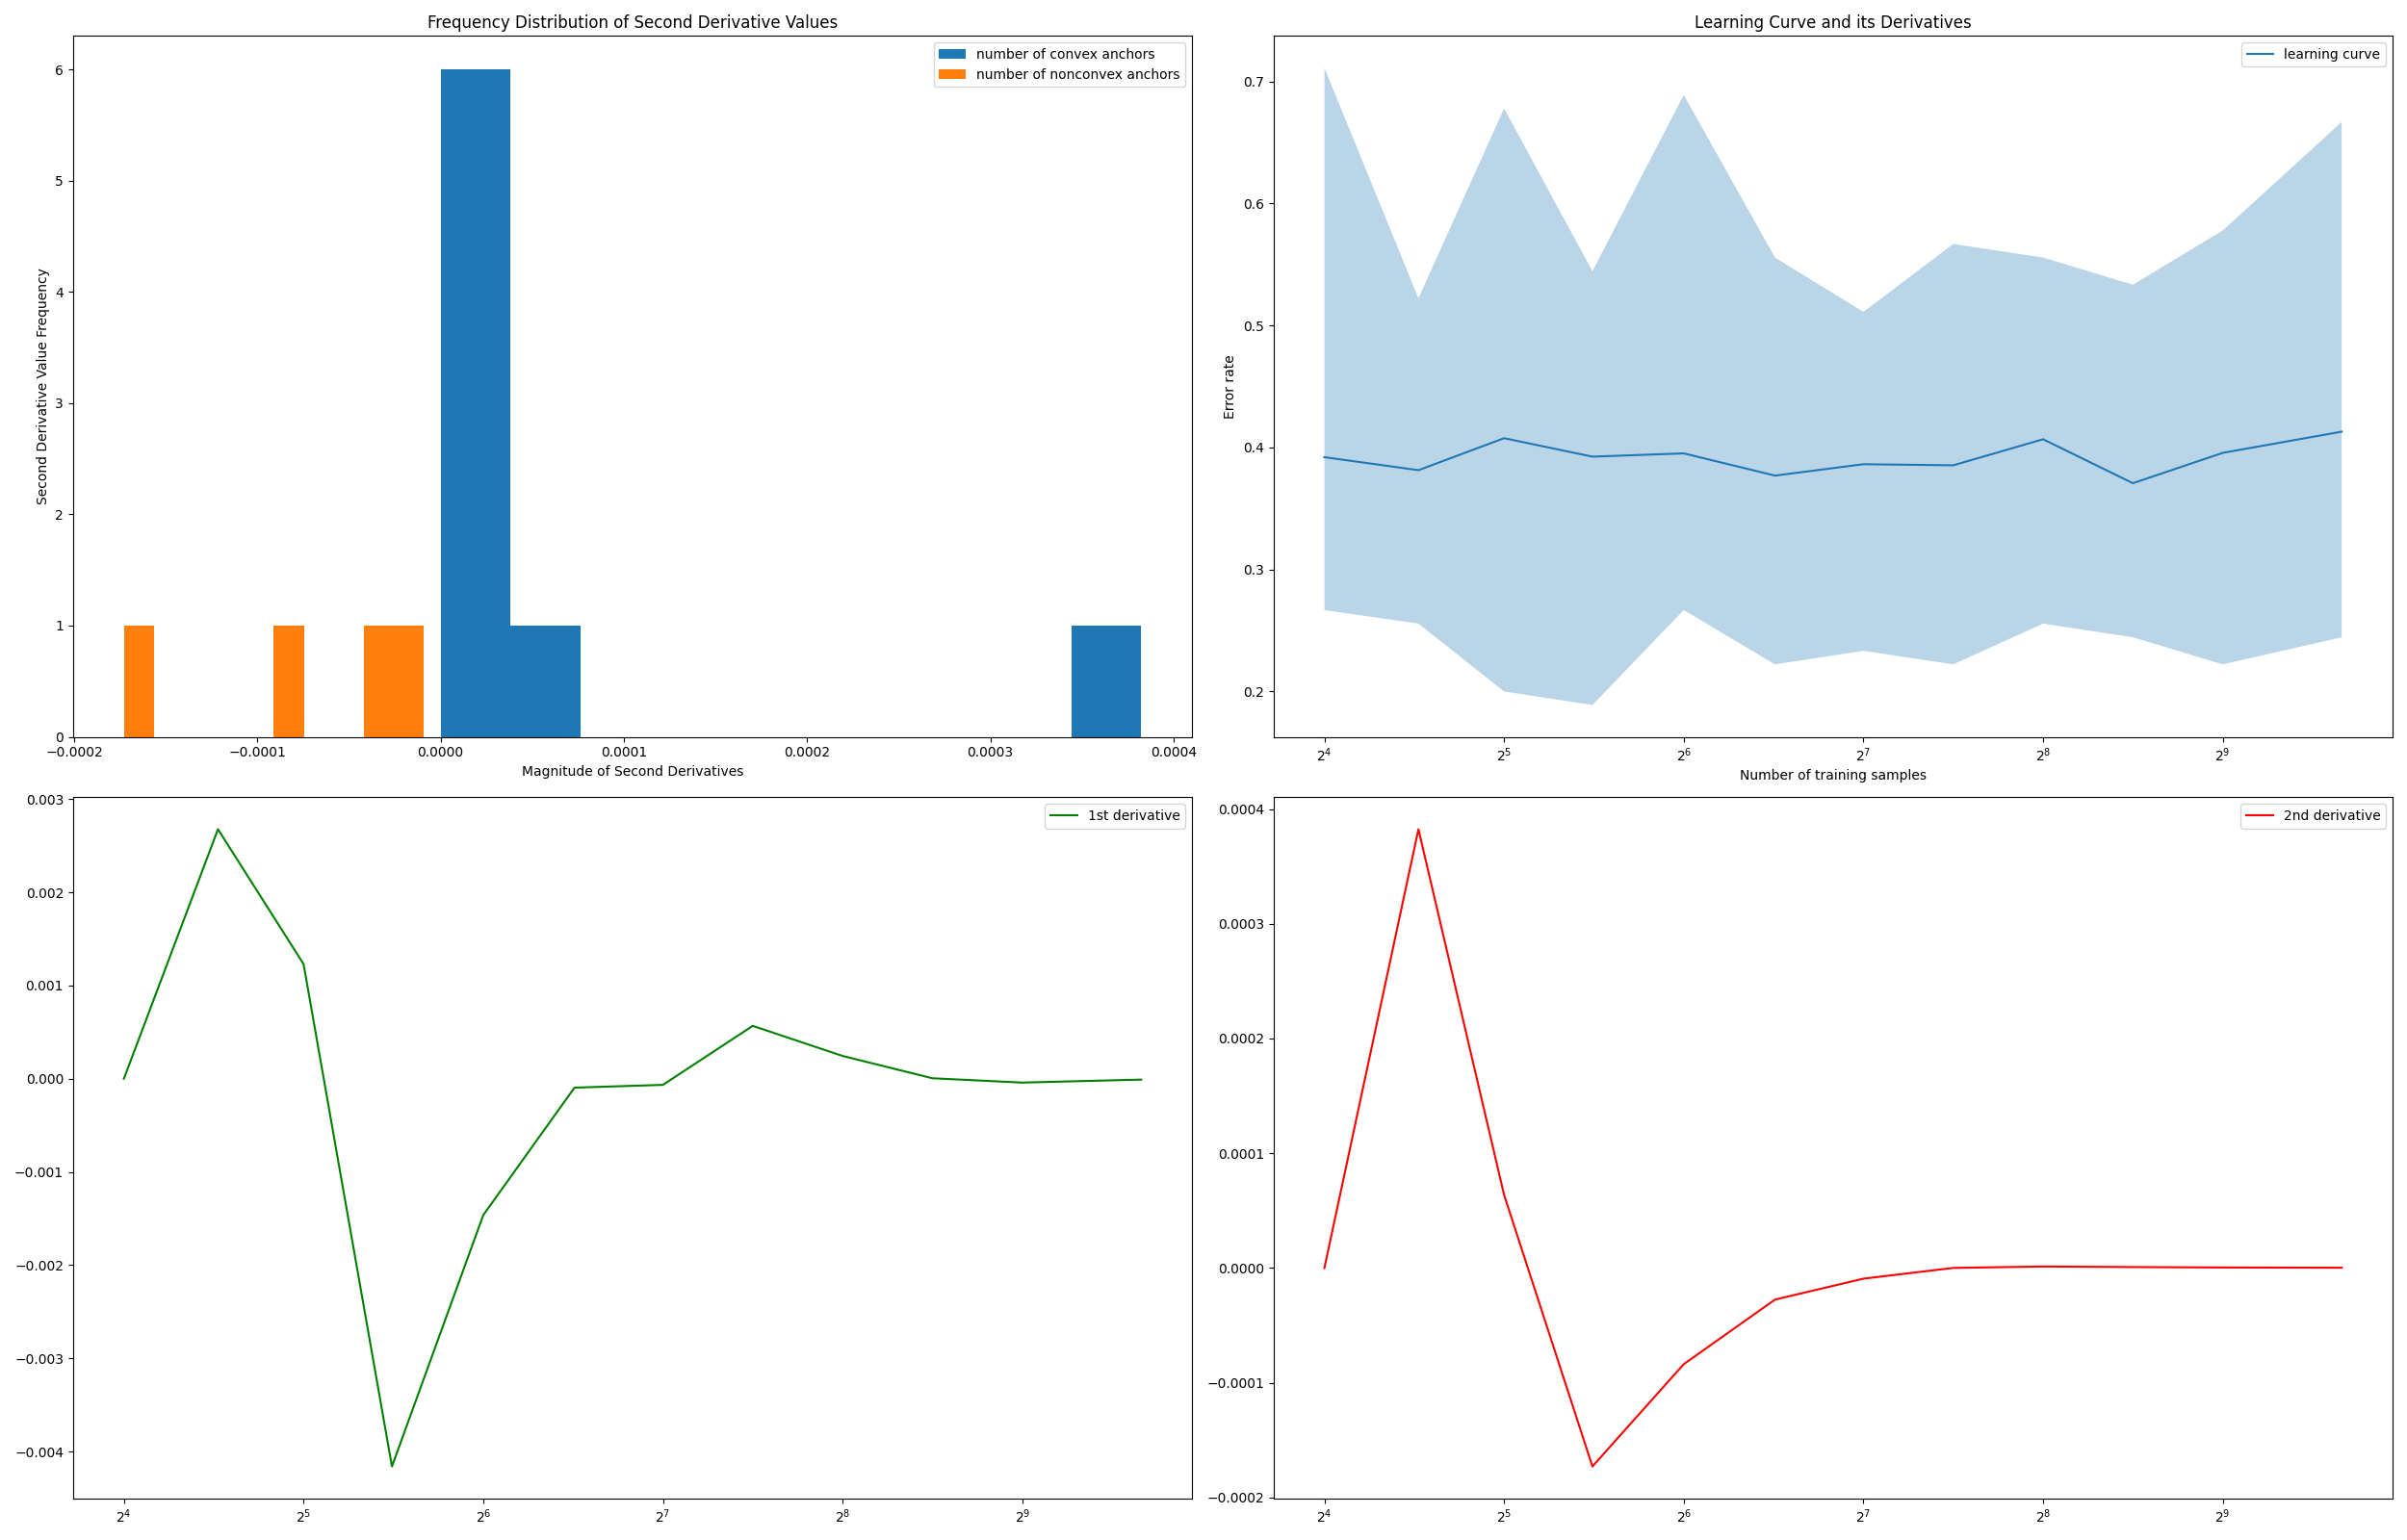 Frequency Distribution of Second Derivative Values
number of convex anchors
number of nonconvex anchors
Second Derivative Value Frequency
6
5
4
3
2
1
0
−0.0002 −0.0001 0.0000 0.0001 0.0002 0.0003 0.0004
Magnitude of Second Derivatives
Learning Curve and its Derivatives
learning curve
Error rate
0.7
0.6
0.5
0.4
0.3
0.2
2⁴ 2⁵ 2⁶ 2⁷ 2⁸ 2⁹
Number of training samples
1st derivative
0.003
0.002
0.001
0.000
−0.001
−0.002
−0.003
−0.004
2⁴ 2⁵ 2⁶ 2⁷ 2⁸ 2⁹
2nd derivative
0.0004
0.0003
0.0002
0.0001
0.0000
−0.0001
−0.0002
2⁴ 2⁵ 2⁶ 2⁷ 2⁸ 2⁹